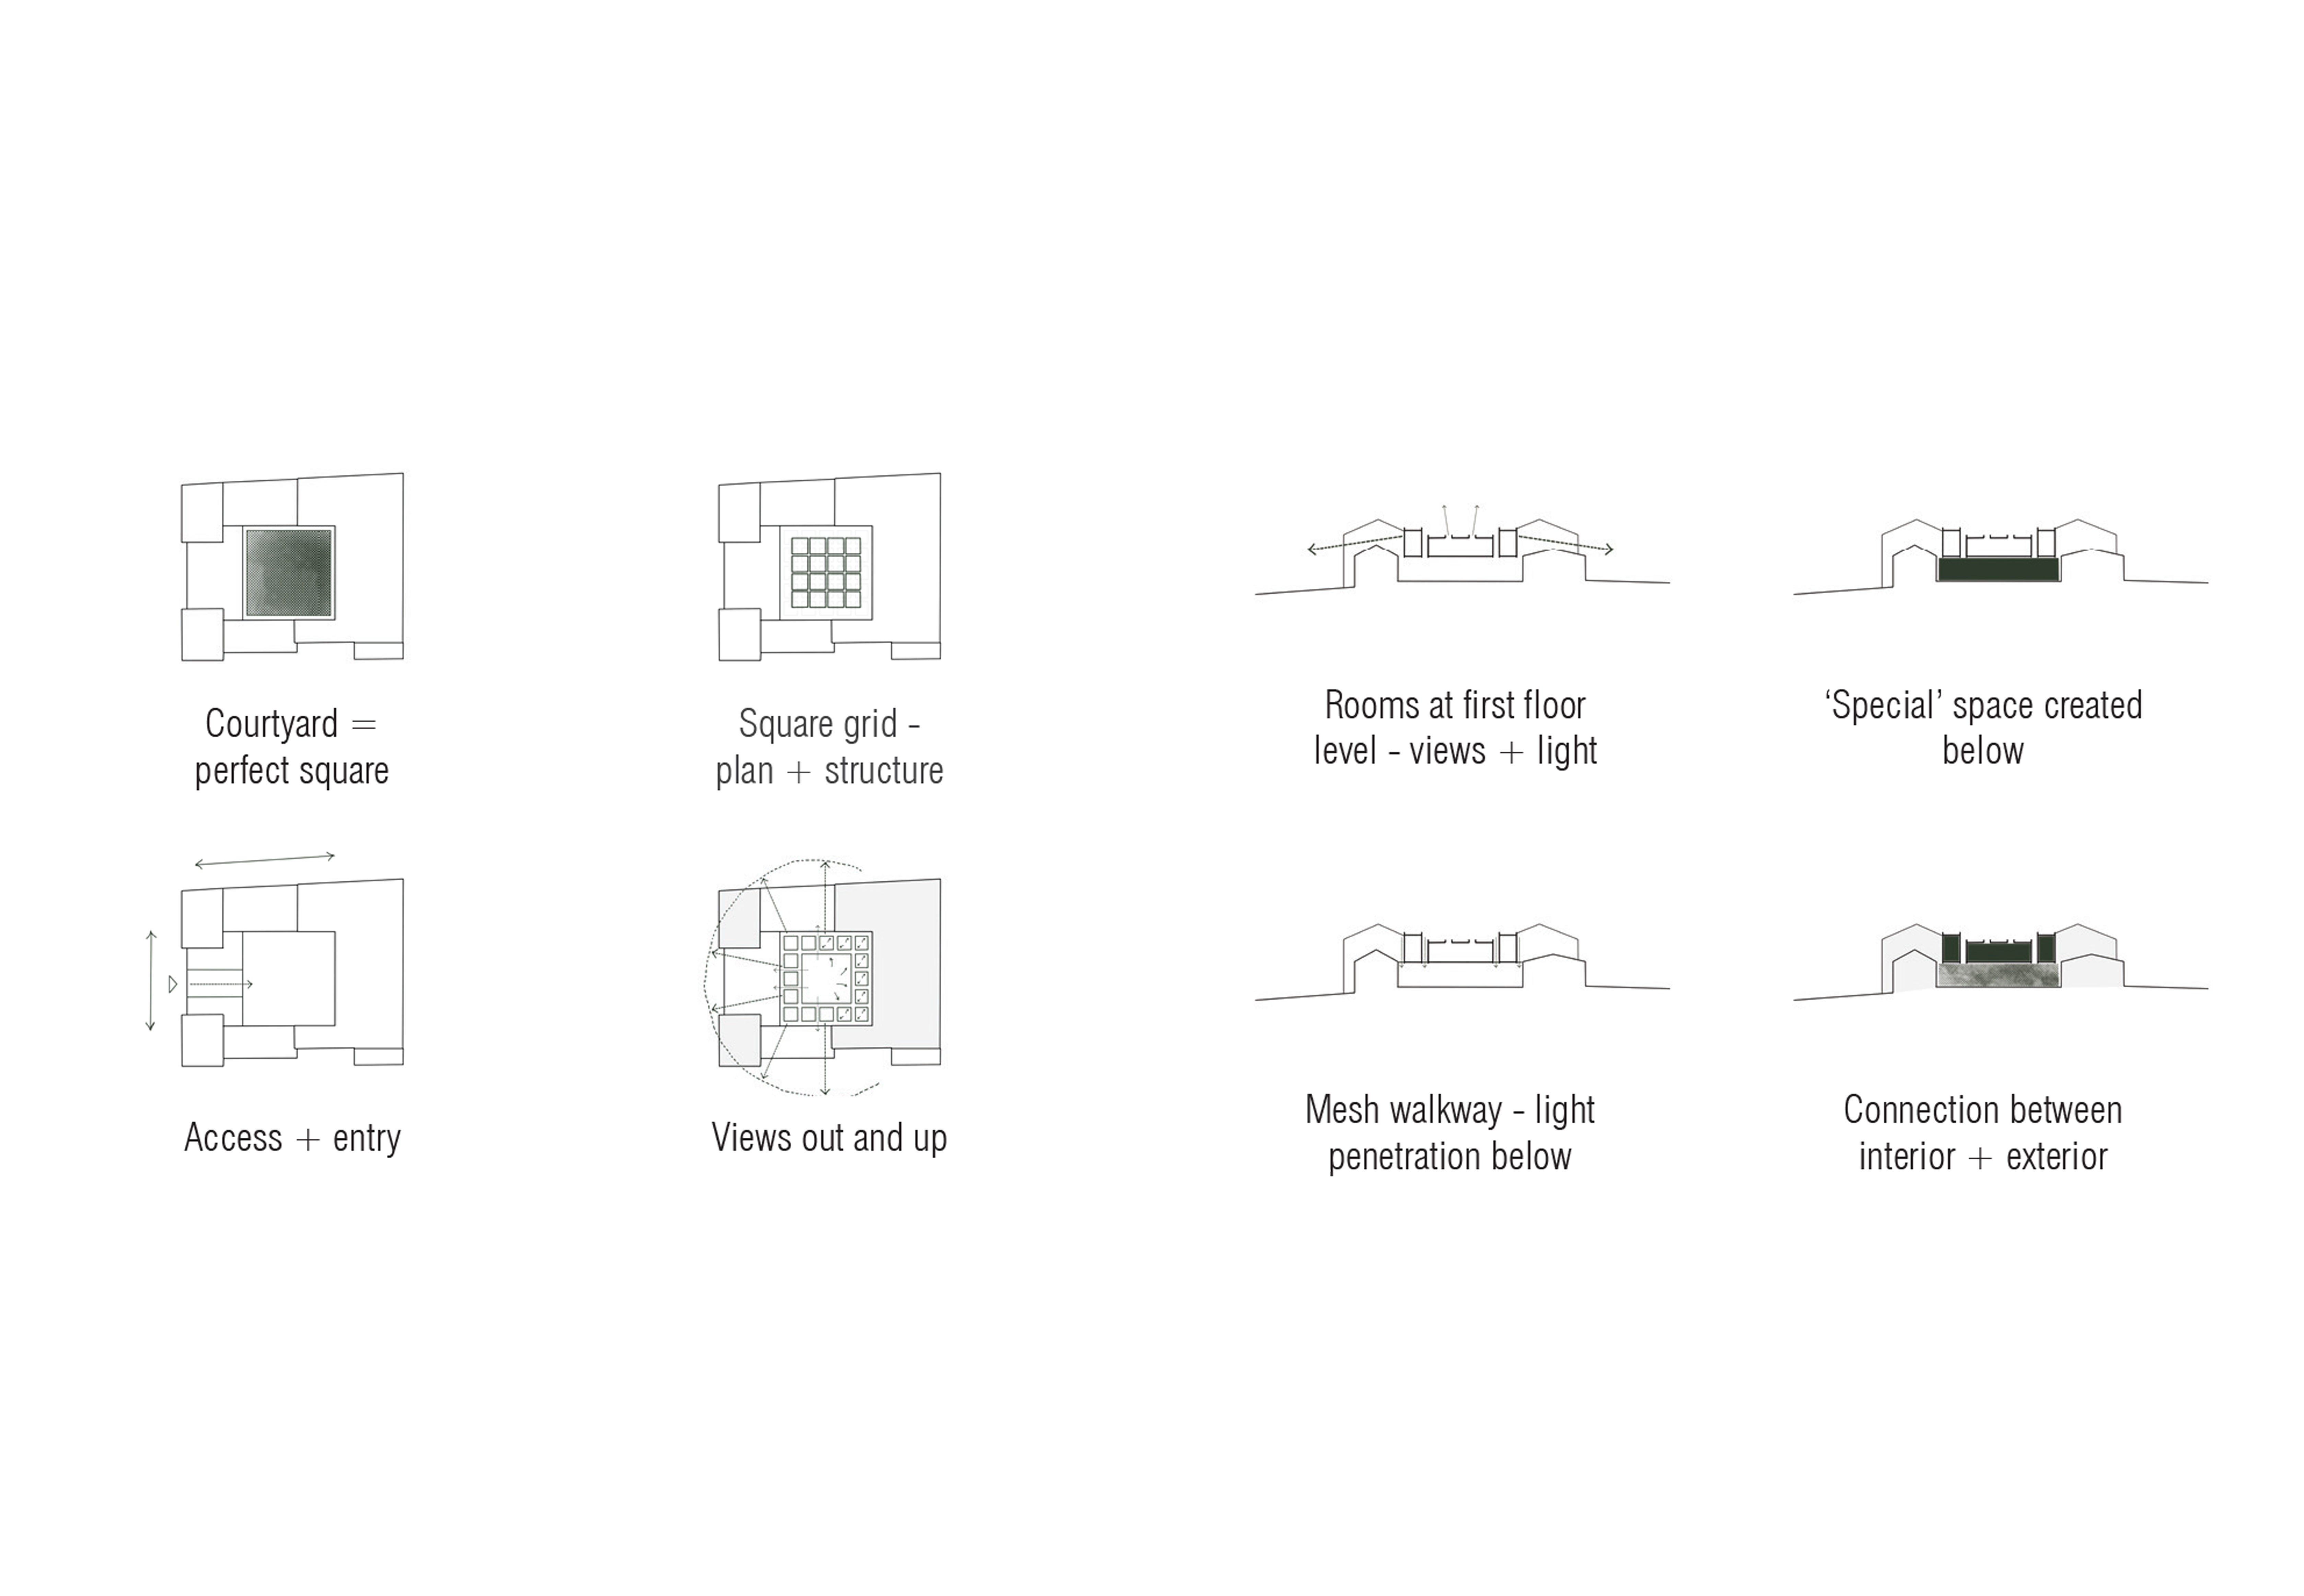 Courtyard =
perfect square
Square grid -
plan + structure
Rooms at first floor
level - views + light
‘Special’ space created
below
Access + entry
Views out and up
Mesh walkway - light
penetration below
Connection between
interior + exterior